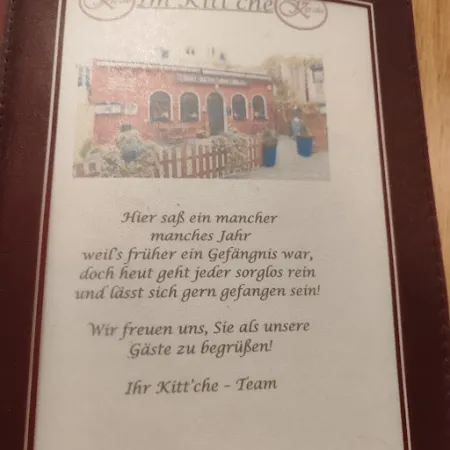 Im Kitt'che
Hier saß ein mancher
manches Jahr
weil's früher ein Gefängnis war,
doch heut geht jeder sorglos rein
und lässt sich gern gefangen sein!
Wir freuen uns, Sie als unsere
Gäste zu begrüßen!
Ihr Kitt'che – Team